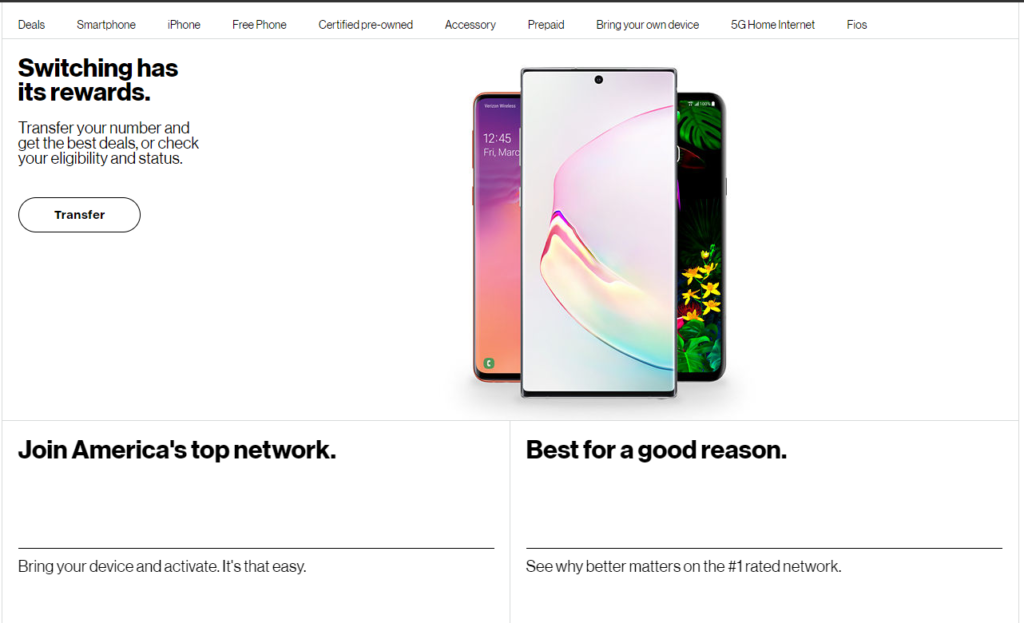 Deals
Smartphone
iPhone
Free Phone
Certified pre-owned
Accessory
Prepaid
Bring your own device
5G Home Internet
Fios
Switching has
its rewards.
Transfer your number and
get the best deals, or check
your eligibility and status.
Transfer
Verizon Wireless
12:45
Fri, Marc
100%
Join America's top network.
Best for a good reason.
Bring your device and activate. It's that easy.
See why better matters on the #1 rated network.